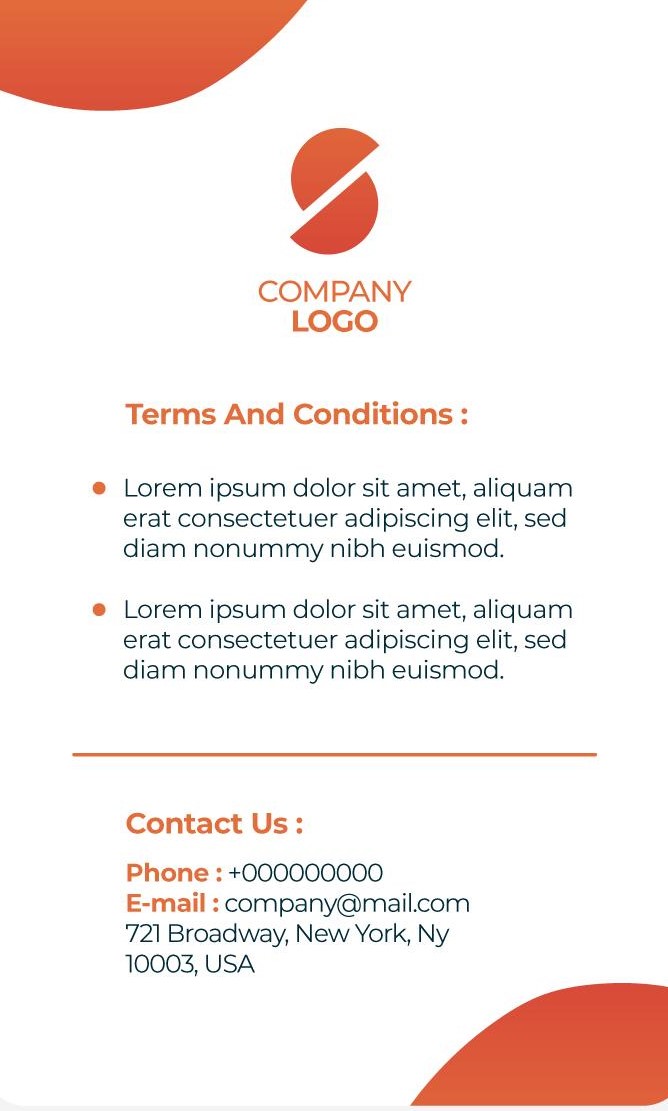 COMPANY
LOGO
Terms And Conditions :
Lorem ipsum dolor sit amet, aliquam
erat consectetuer adipiscing elit, sed
diam nonummy nibh euismod.
Lorem ipsum dolor sit amet, aliquam
erat consectetuer adipiscing elit, sed
diam nonummy nibh euismod.
Contact Us :
Phone : +000000000
E-mail : company@mail.com
721 Broadway, New York, Ny
10003, USA